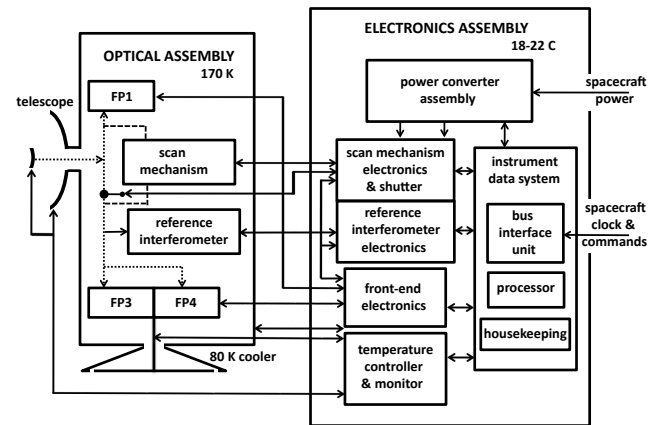 OPTICAL ASSEMBLY
170 K
telescope
FP1
scan
mechanism
reference
interferometer
FP3
FP4
80 K cooler
ELECTRONICS ASSEMBLY
18-22 C
power converter
assembly
spacecraft
power
scan mechanism
electronics
& shutter
instrument
data system
reference
interferometer
electronics
bus
interface
unit
spacecraft
clock &
commands
front-end
electronics
processor
housekeeping
temperature
controller
& monitor